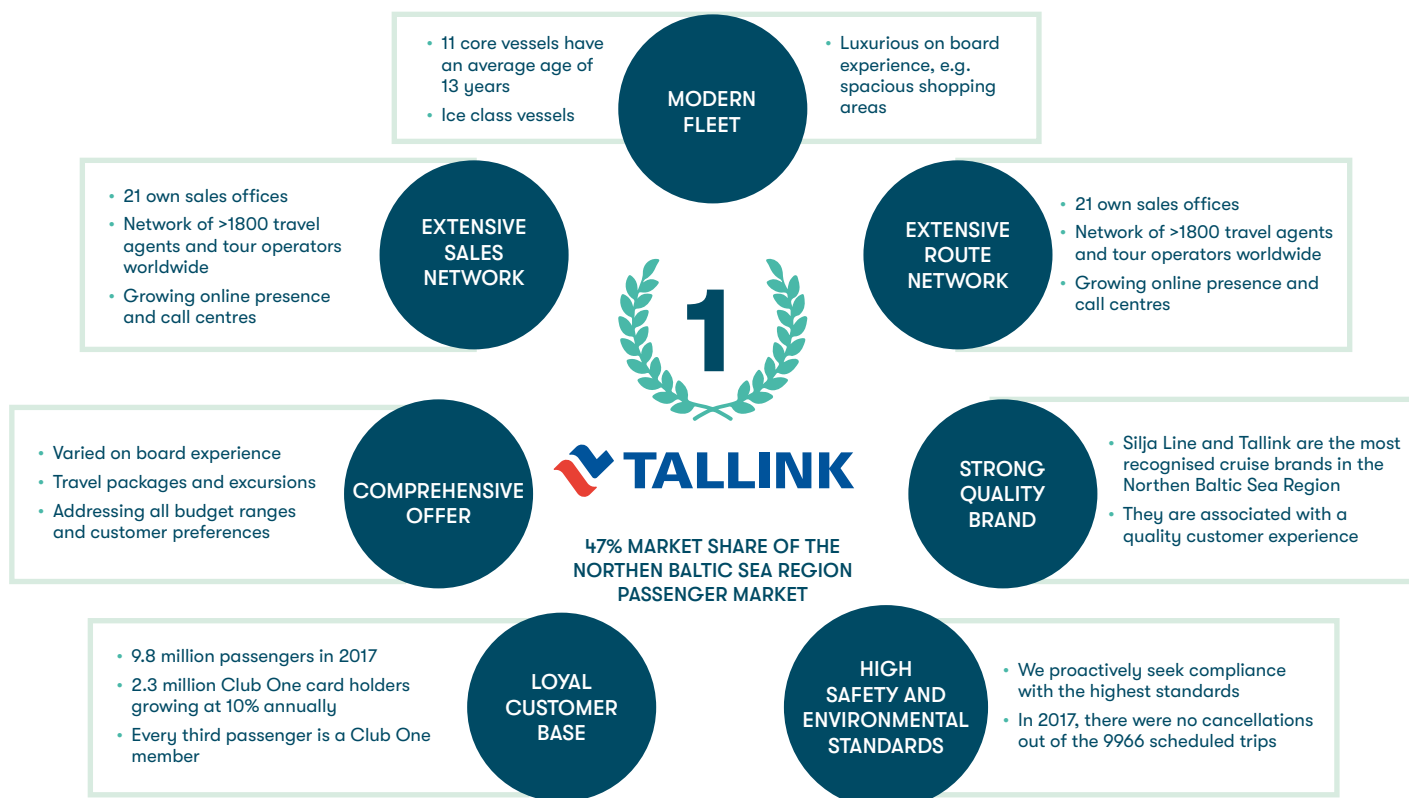 • 11 core vessels have
an average age of
13 years
• Ice class vessels
MODERN
FLEET
• Luxurious on board
experience, e.g.
spacious shopping
areas
• 21 own sales offices
• Network of >1800 travel
agents and tour operators
worldwide
• Growing online presence
and call centres
EXTENSIVE
SALES
NETWORK
EXTENSIVE
ROUTE
NETWORK
• 21 own sales offices
• Network of >1800 travel agents
and tour operators worldwide
• Growing online presence and
call centres
1
• Varied on board experience
• Travel packages and excursions
• Addressing all budget ranges
and customer preferences
COMPREHENSIVE
OFFER
TALLINK
47% MARKET SHARE OF THE
NORTHEN BALTIC SEA REGION
PASSENGER MARKET
STRONG
QUALITY
BRAND
• Silja Line and Tallink are the most
recognised cruise brands in the
Northen Baltic Sea Region
• They are associated with a
quality customer experience
• 9.8 million passengers in 2017
• 2.3 million Club One card holders
growing at 10% annually
• Every third passenger is a Club One
member
LOYAL
CUSTOMER
BASE
HIGH
SAFETY AND
ENVIRONMENTAL
STANDARDS
• We proactively seek compliance
with the highest standards
• In 2017, there were no cancellations
out of the 9966 scheduled trips